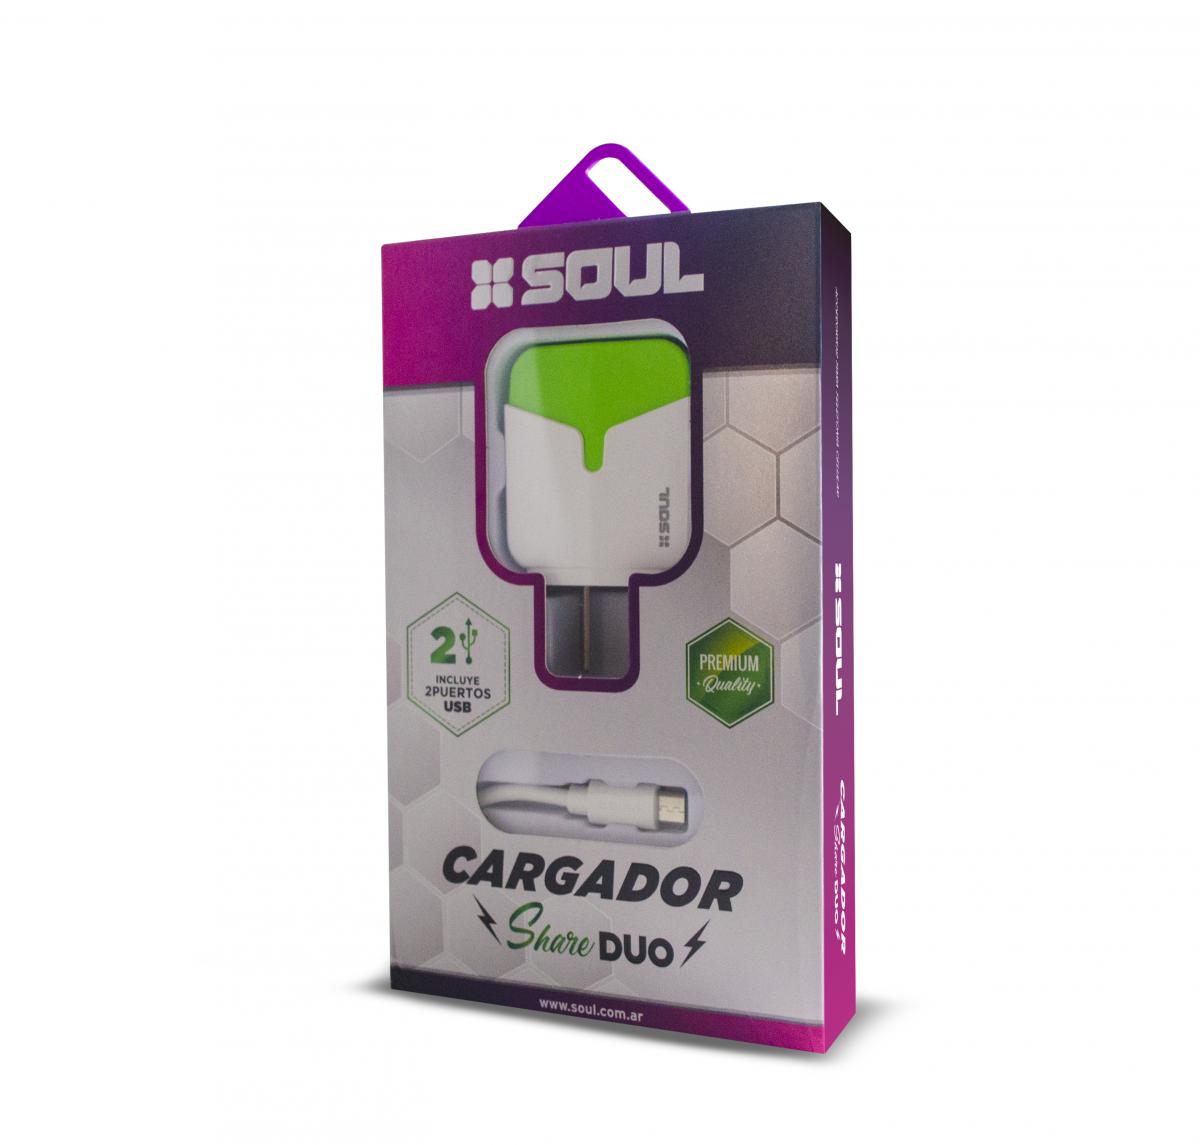 SOUL
SOUL
2
INCLUYE
2PUERTOS
USB
PREMIUM
Quality
CARGADOR
Share DUO
www.soul.com.ar
SOUL
CARGADOR
Share DUO